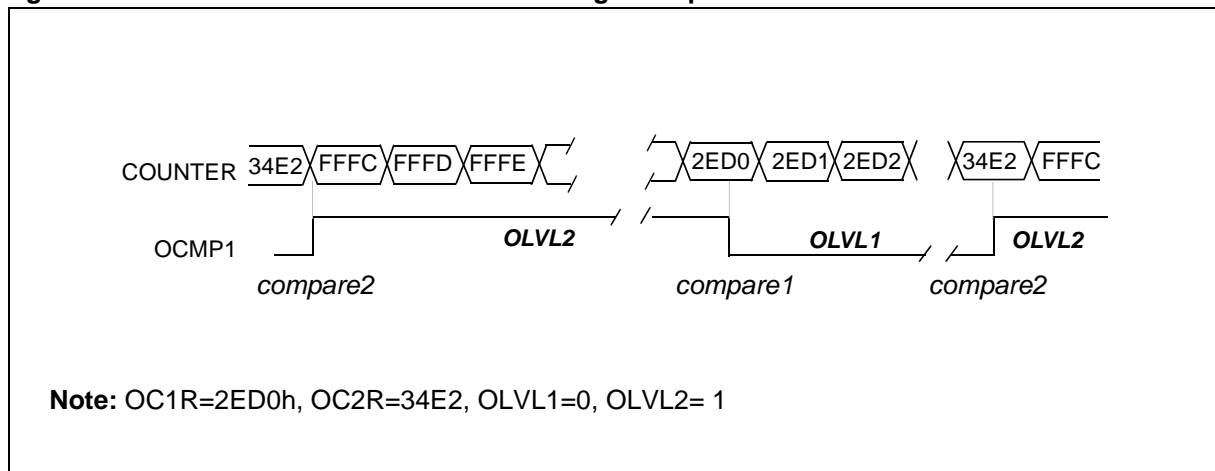 COUNTER 34E2 FFFC FFFD FFFE 2ED0 2ED1 2ED2 34E2 FFFC
OCMP1 OLVL2 OLVL1 OLVL2
compare2 compare1 compare2
Note: OC1R=2ED0h, OC2R=34E2, OLVL1=0, OLVL2= 1